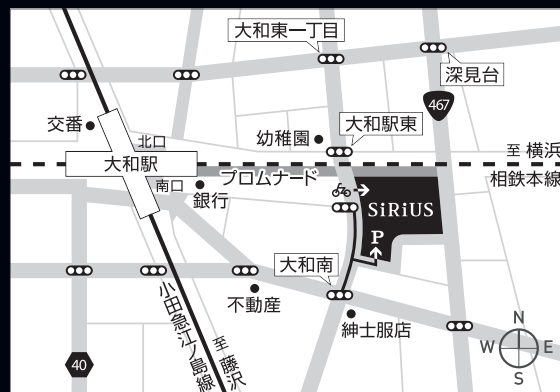 大和東一丁目
深見台
467
交番
北口
幼稚園
大和駅東
至 横浜
大和駅
プロムナード
相鉄本線
南口
銀行
SiRiUS
P
大和南
不動産
小田急江ノ島線
至 藤沢
紳士服店
40
N
W
E
S